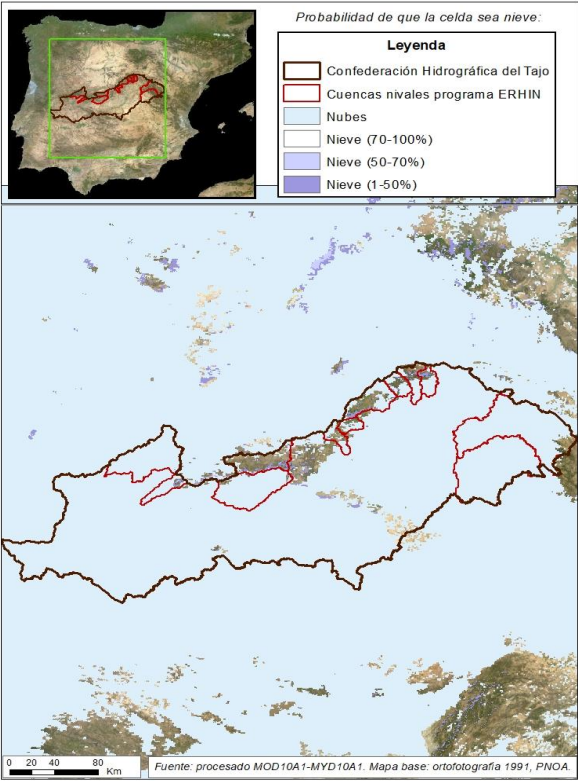 Probabilidad de que la celda sea nieve:
Leyenda
Confederación Hidrográfica del Tajo
Cuencas nivales programa ERHIN
Nubes
Nieve (70-100%)
Nieve (50-70%)
Nieve (1-50%)
0 20 40 60 80
Km
Fuente: procesado MOD10A1-MYD10A1. Mapa base: ortofotografía 1991, PNOA.